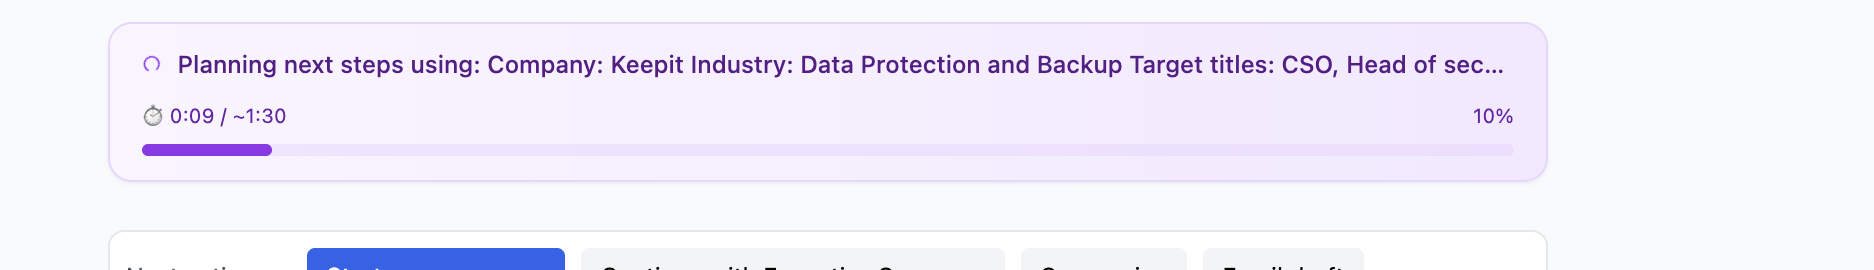 Planning next steps using: Company: Keepit Industry: Data Protection and Backup Target titles: CSO, Head of sec...
0:09 / ~1:30
10%